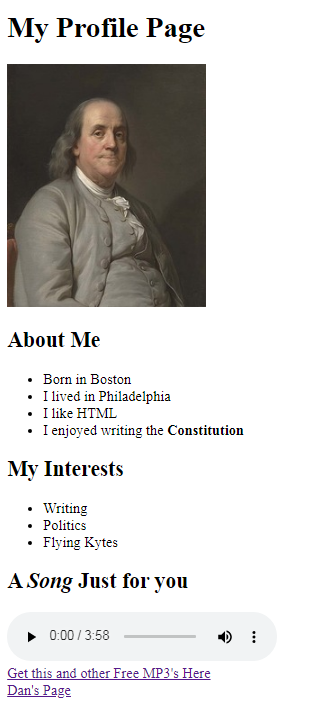 My Profile Page
About Me
Born in Boston
I lived in Philadelphia
I like HTML
I enjoyed writing the Constitution
My Interests
Writing
Politics
Flying Kytes
A Song Just for you
0:00 / 3:58
Get this and other Free MP3's Here
Dan's Page